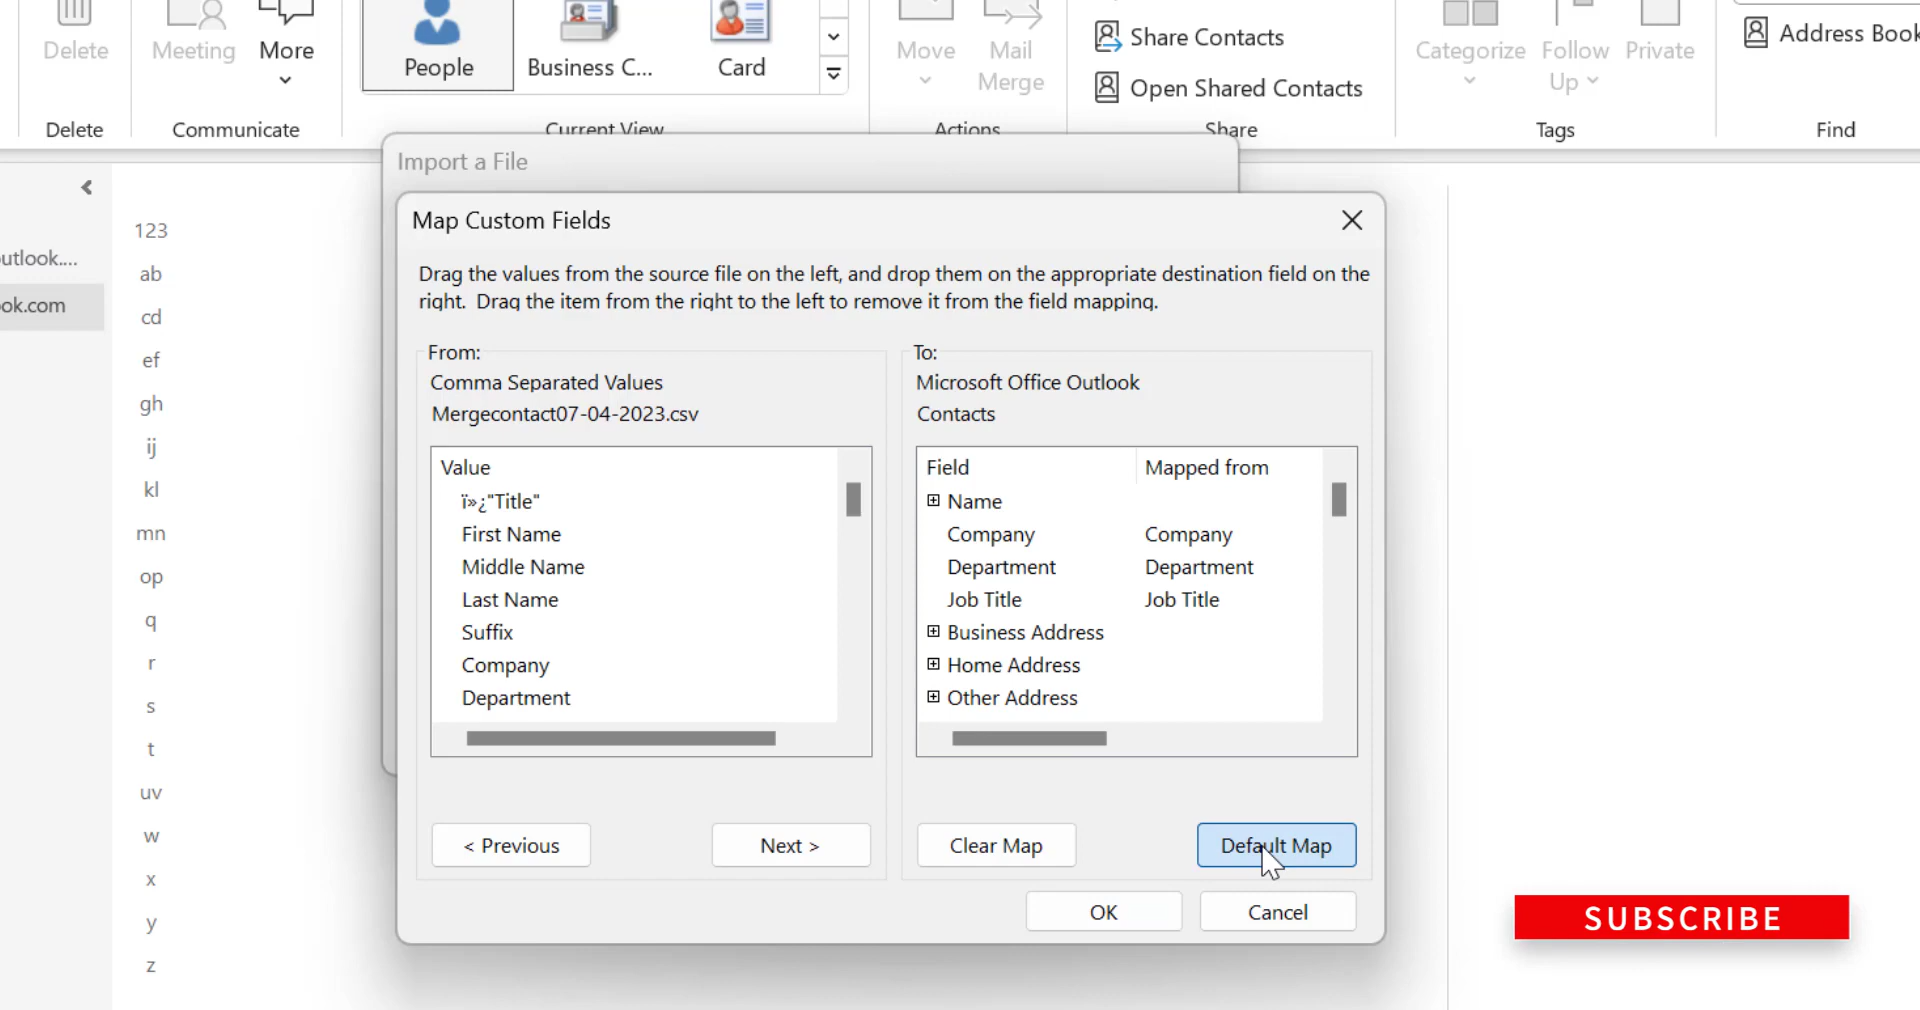 Delete
Meeting
More
People
Business C...
Card
Move
Mail
Merge
Share Contacts
Open Shared Contacts
Categorize
Follow
Up
Private
Address Book
Delete
Communicate
Current View
Actions
Share
Tags
Find
utlook....
ok.com
123
ab
cd
ef
gh
ij
kl
mn
op
q
r
s
t
uv
w
x
y
z
Import a File
Map Custom Fields
Drag the values from the source file on the left, and drop them on the appropriate destination field on the
right. Drag the item from the right to the left to remove it from the field mapping.
From:
Comma Separated Values
Mergecontact07-04-2023.csv
Value
ï»¿"Title"
First Name
Middle Name
Last Name
Suffix
Company
Department
< Previous
Next >
To:
Microsoft Office Outlook
Contacts
Field Mapped from
Name
Company Company
Department Department
Job Title Job Title
Business Address
Home Address
Other Address
Clear Map
Default Map
OK
Cancel
SUBSCRIBE